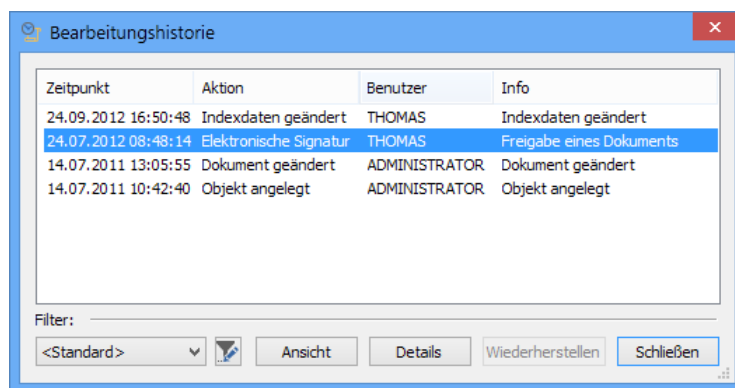 Bearbeitungshistorie
Zeitpunkt Aktion Benutzer Info
24.09.2012 16:50:48 Indexdaten geändert THOMAS Indexdaten geändert
24.07.2012 08:48:14 Elektronische Signatur THOMAS Freigabe eines Dokuments
14.07.2011 13:05:55 Dokument geändert ADMINISTRATOR Dokument geändert
14.07.2011 10:42:40 Objekt angelegt ADMINISTRATOR Objekt angelegt
Filter:
<Standard> Ansicht Details Wiederherstellen Schließen